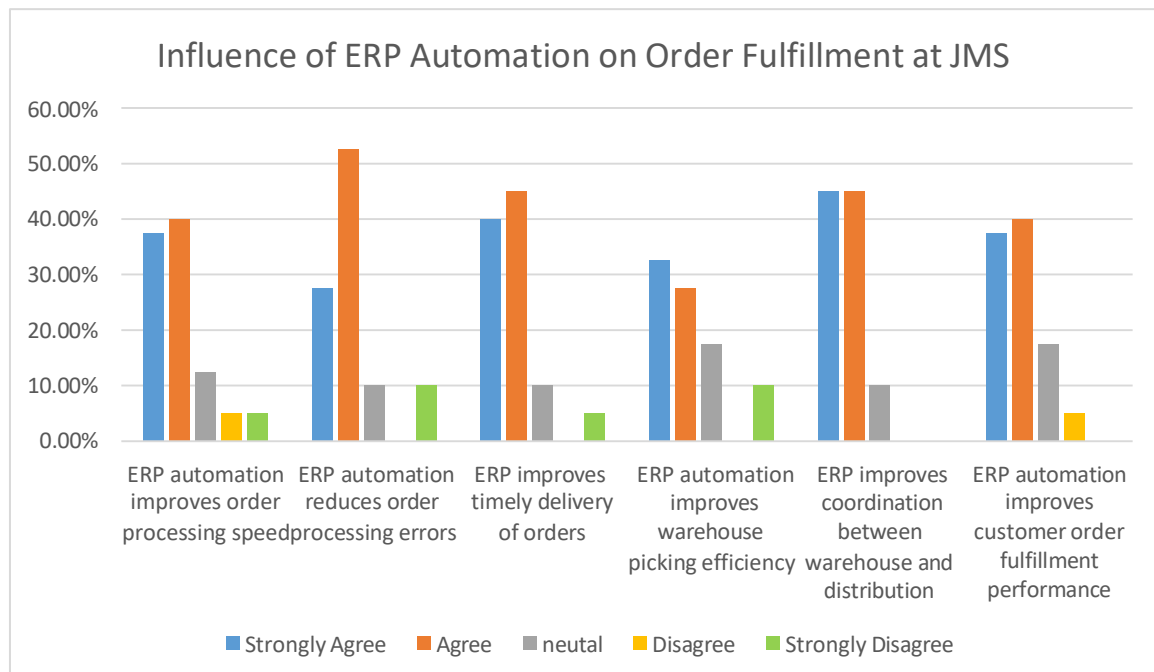 Influence of ERP Automation on Order Fulfillment at JMS
60.00%
50.00%
40.00%
30.00%
20.00%
10.00%
0.00%
ERP automation
improves order
processing speed
ERP automation
reduces order
processing errors
ERP improves
timely delivery
of orders
ERP automation
improves
warehouse
picking efficiency
ERP improves
coordination
between
warehouse and
distribution
ERP automation
improves
customer order
fulfillment
performance
Strongly Agree
Agree
neutal
Disagree
Strongly Disagree